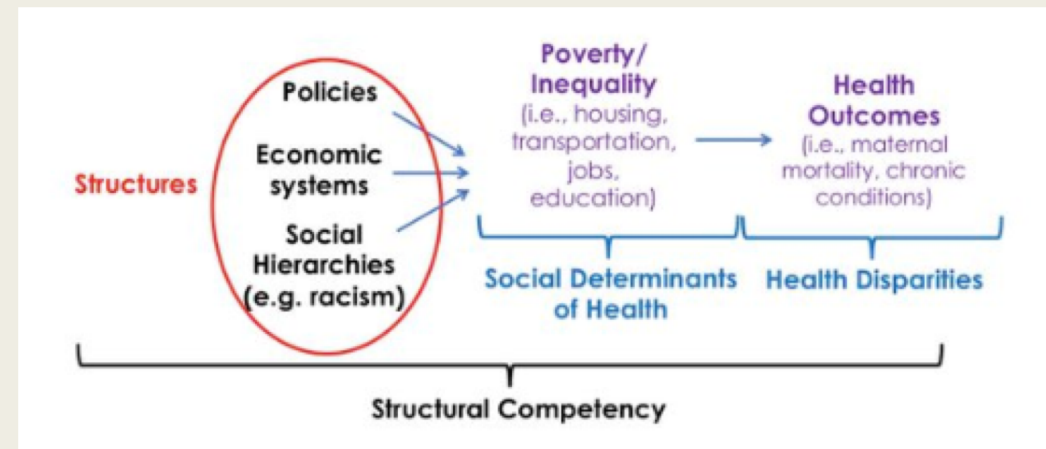 Structures
Policies
Economic
systems
Social
Hierarchies
(e.g. racism)
Poverty/
Inequality
(i.e., housing,
transportation,
jobs,
education)
Health
Outcomes
(i.e., maternal
mortality, chronic
conditions)
Social Determinants
of Health
Health Disparities
Structural Competency